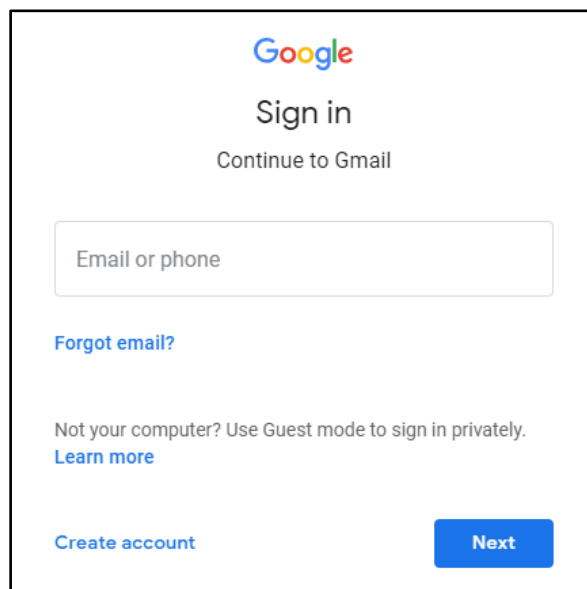 Google
Sign in
Continue to Gmail
Email or phone
Forgot email?
Not your computer? Use Guest mode to sign in privately.
Learn more
Create account
Next